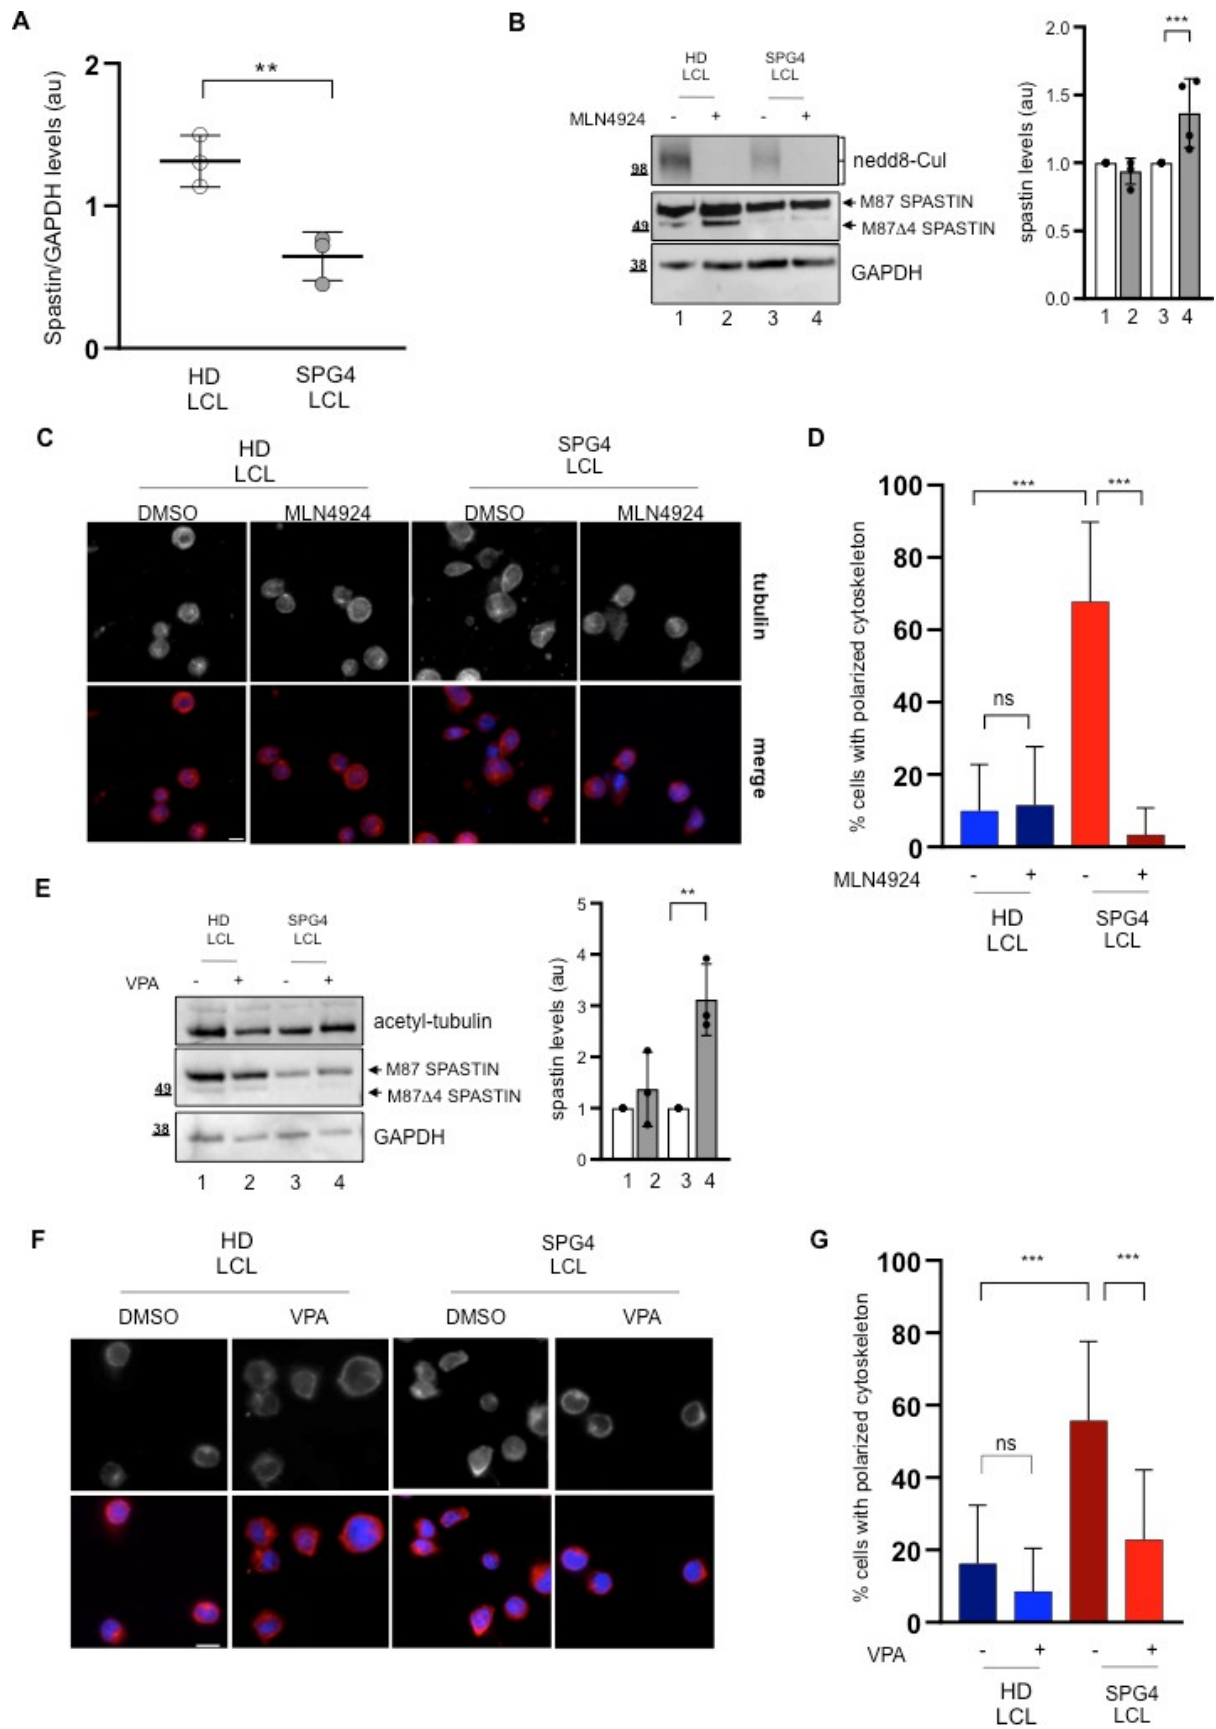 A
2
1
0
Spastin/GAPDH levels (au)
**
HD
LCL
SPG4
LCL
B
HD
LCL
SPG4
LCL
MLN4924
- + - +
98
nedd8-Cul
M87 SPASTIN
49
M87Δ4 SPASTIN
38
GAPDH
1 2 3 4
spastin levels (au)
2.0
1.5
1.0
0.5
0.0
***
1 2 3 4
C
HD
LCL
SPG4
LCL
DMSO
MLN4924
DMSO
MLN4924
tubulin
merge
D
% cells with polarized cytoskeleton
100
80
60
40
20
0
***
***
ns
MLN4924
- + - +
HD
LCL
SPG4
LCL
E
HD
LCL
SPG4
LCL
VPA
- + - +
acetyl-tubulin
M87 SPASTIN
49
M87Δ4 SPASTIN
38
GAPDH
1 2 3 4
spastin levels (au)
5
4
3
2
1
0
**
1 2 3 4
F
HD
LCL
SPG4
LCL
DMSO
VPA
DMSO
VPA
G
% cells with polarized cytoskeleton
100
80
60
40
20
0
***
***
ns
VPA
- + - +
HD
LCL
SPG4
LCL